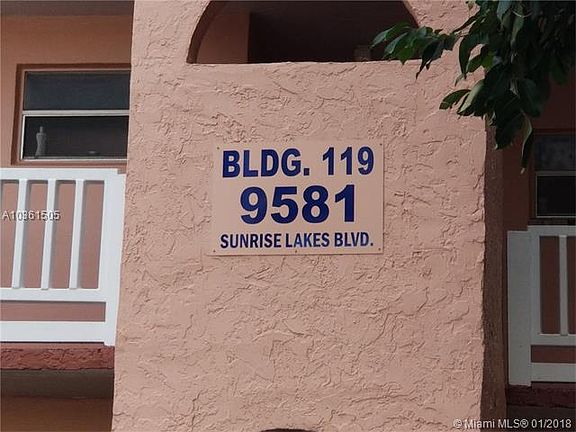 BLDG. 119
9581
SUNRISE LAKES BLVD.
A10361505
©Miami MLS® 01/2018